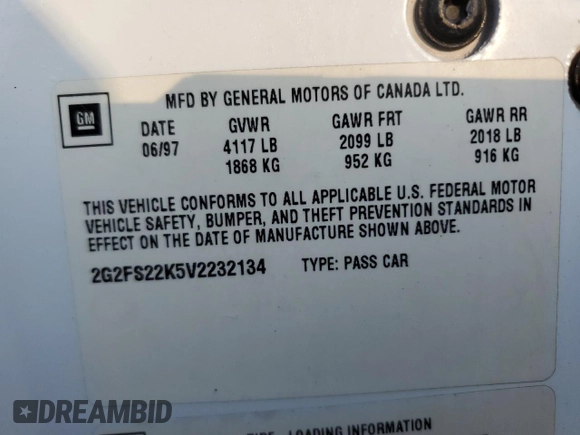 MFD BY GENERAL MOTORS OF CANADA LTD.
GM
DATE GVWR GAWR FRT GAWR RR
06/97 4117 LB 2099 LB 2018 LB
1868 KG 952 KG 916 KG
THIS VEHICLE CONFORMS TO ALL APPLICABLE U.S. FEDERAL MOTOR
VEHICLE SAFETY, BUMPER, AND THEFT PREVENTION STANDARDS IN
EFFECT ON THE DATE OF MANUFACTURE SHOWN ABOVE.
2G2FS22K5V2232134 TYPE: PASS CAR
TIRE - LOADING INFORMATION
DREAMBID